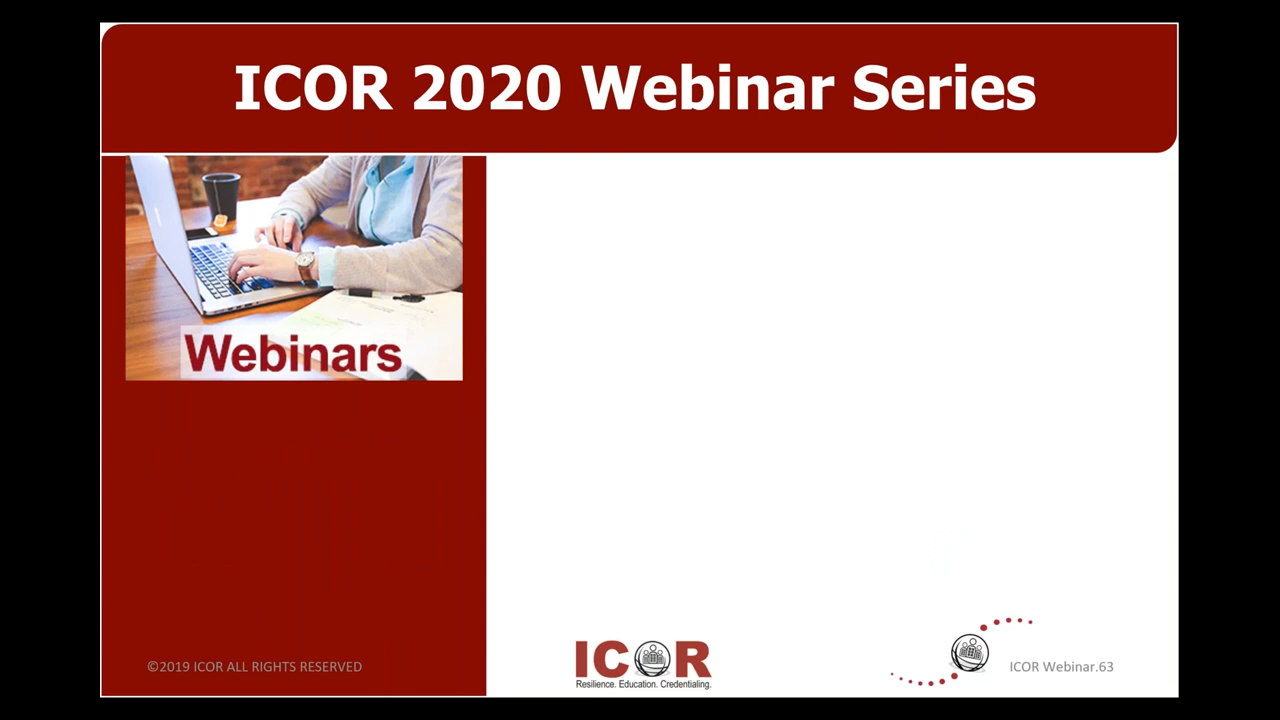 ICOR 2020 Webinar Series
Webinars
©2019 ICOR ALL RIGHTS RESERVED
ICOR
Resilience. Education. Credentialing.
ICOR Webinar.63